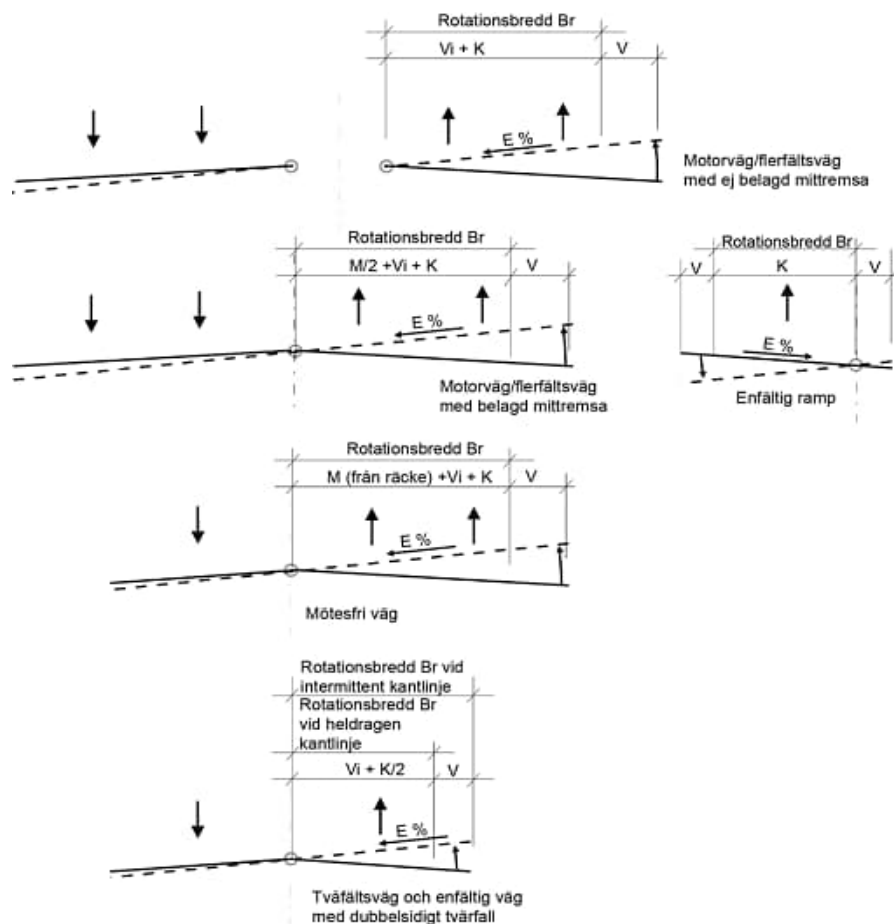 Rotationsbredd Br
Vi + K
V
E %
Motorväg/flerfältsväg
med ej belagd mittremsa
Rotationsbredd Br
M/2 +Vi + K
V
E %
Motorväg/flerfältsväg
med belagd mittremsa
Rotationsbredd Br
V
K
V
E %
Enfältig ramp
Rotationsbredd Br
M (från räcke) +Vi + K
V
E %
Mötesfri väg
Rotationsbredd Br vid
intermittent kantlinje
Rotationsbredd Br
vid heldragen
kantlinje
Vi + K/2
V
E %
Tvåfältsväg och enfältig väg
med dubbelsidigt tvärfall